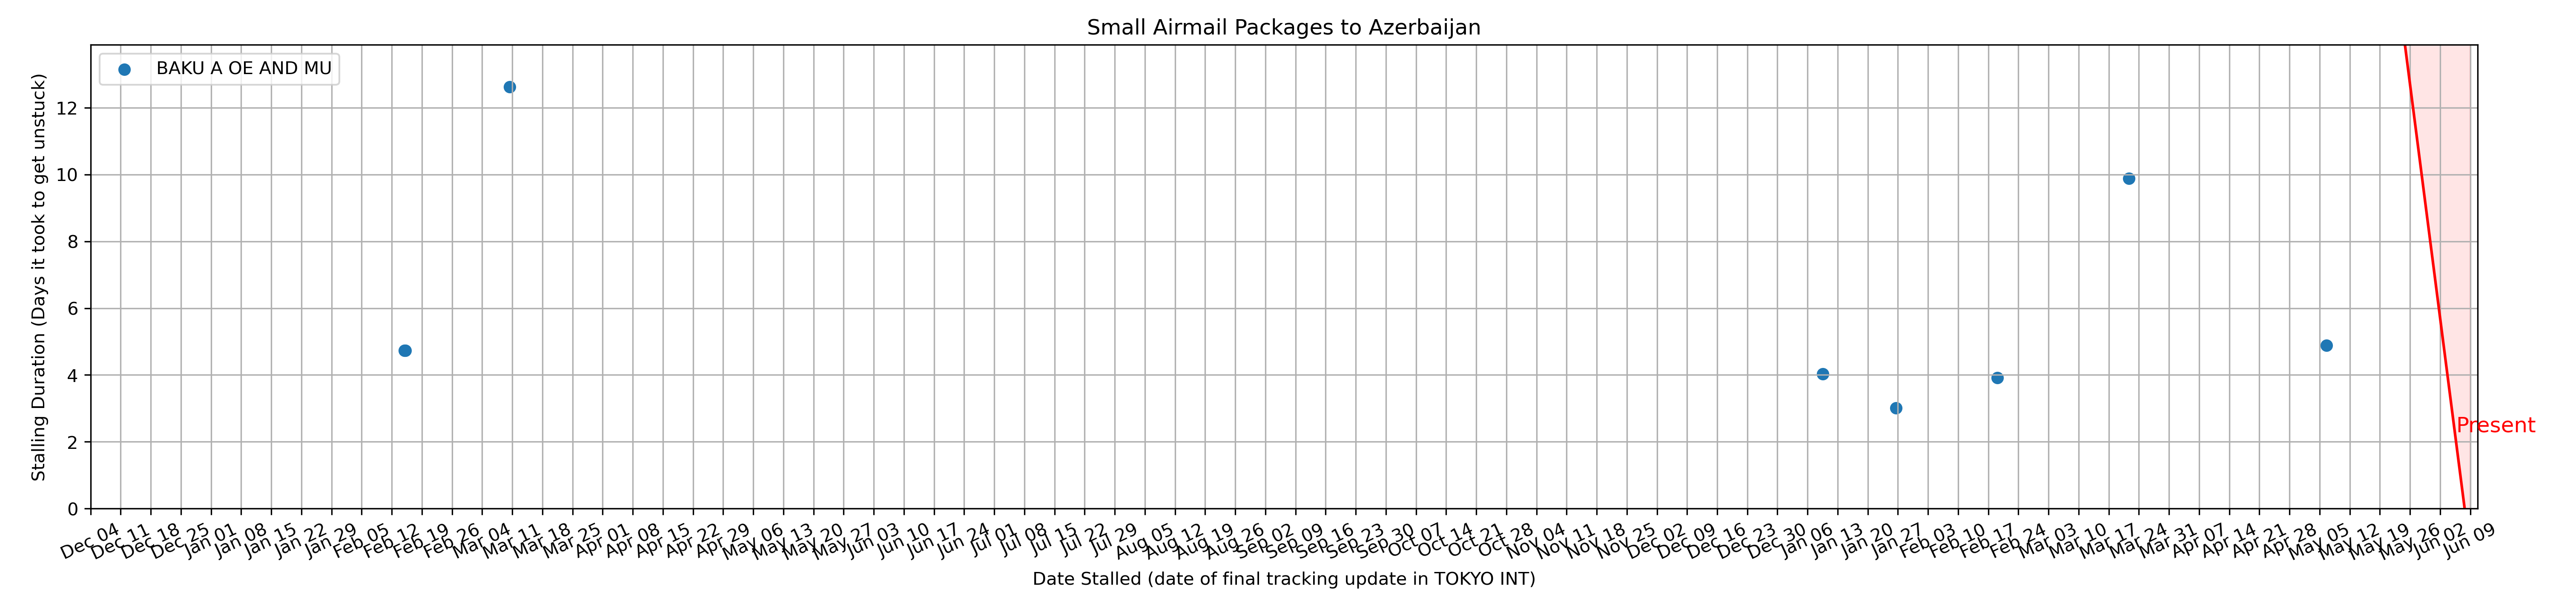 Small Airmail Packages to Azerbaijan
BAKU A OE AND MU
Stalling Duration (Days it took to get unstuck)
12
10
8
6
4
2
0
Present
Dec 04
Dec 11
Dec 18
Dec 25
Jan 01
Jan 08
Jan 15
Jan 22
Jan 29
Feb 05
Feb 12
Feb 19
Feb 26
Mar 04
Mar 11
Mar 18
Mar 25
Apr 01
Apr 08
Apr 15
Apr 22
Apr 29
May 06
May 13
May 20
May 27
Jun 03
Jun 10
Jun 17
Jun 24
Jul 01
Jul 08
Jul 15
Jul 22
Jul 29
Aug 05
Aug 12
Aug 19
Aug 26
Sep 02
Sep 09
Sep 16
Sep 23
Sep 30
Oct 07
Oct 14
Oct 21
Oct 28
Nov 04
Nov 11
Nov 18
Nov 25
Dec 02
Dec 09
Dec 16
Dec 23
Dec 30
Jan 06
Jan 13
Jan 20
Jan 27
Feb 03
Feb 10
Feb 17
Feb 24
Mar 03
Mar 10
Mar 17
Mar 24
Mar 31
Apr 07
Apr 14
Apr 21
Apr 28
May 05
May 12
May 19
May 26
Jun 02
Jun 09
Date Stalled (date of final tracking update in TOKYO INT)